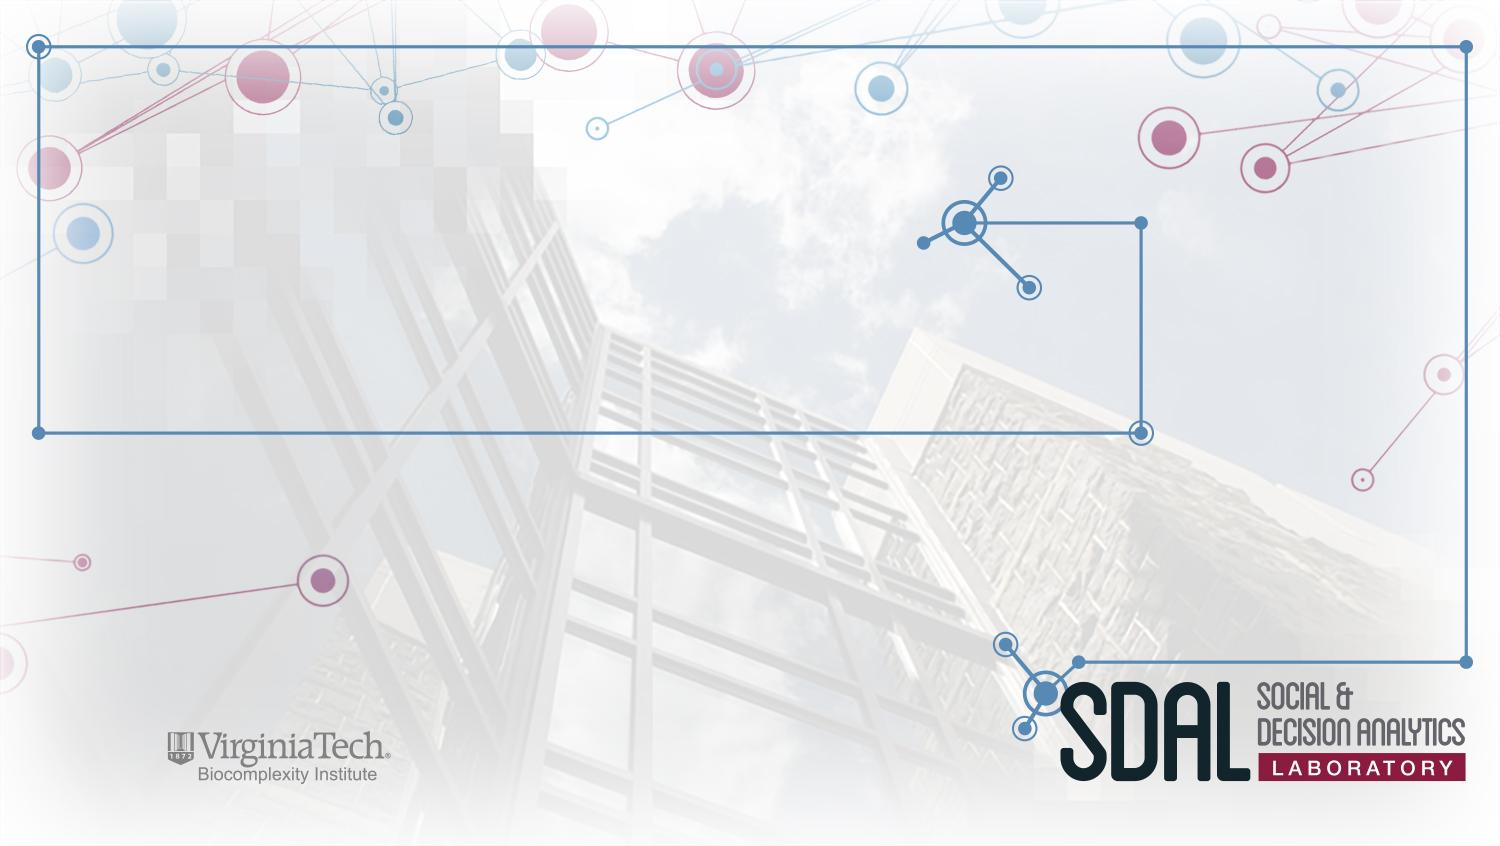 VirginiaTech®
1872
Biocomplexity Institute
SDAL
SOCIAL &
DECISION ANALYTICS
LABORATORY